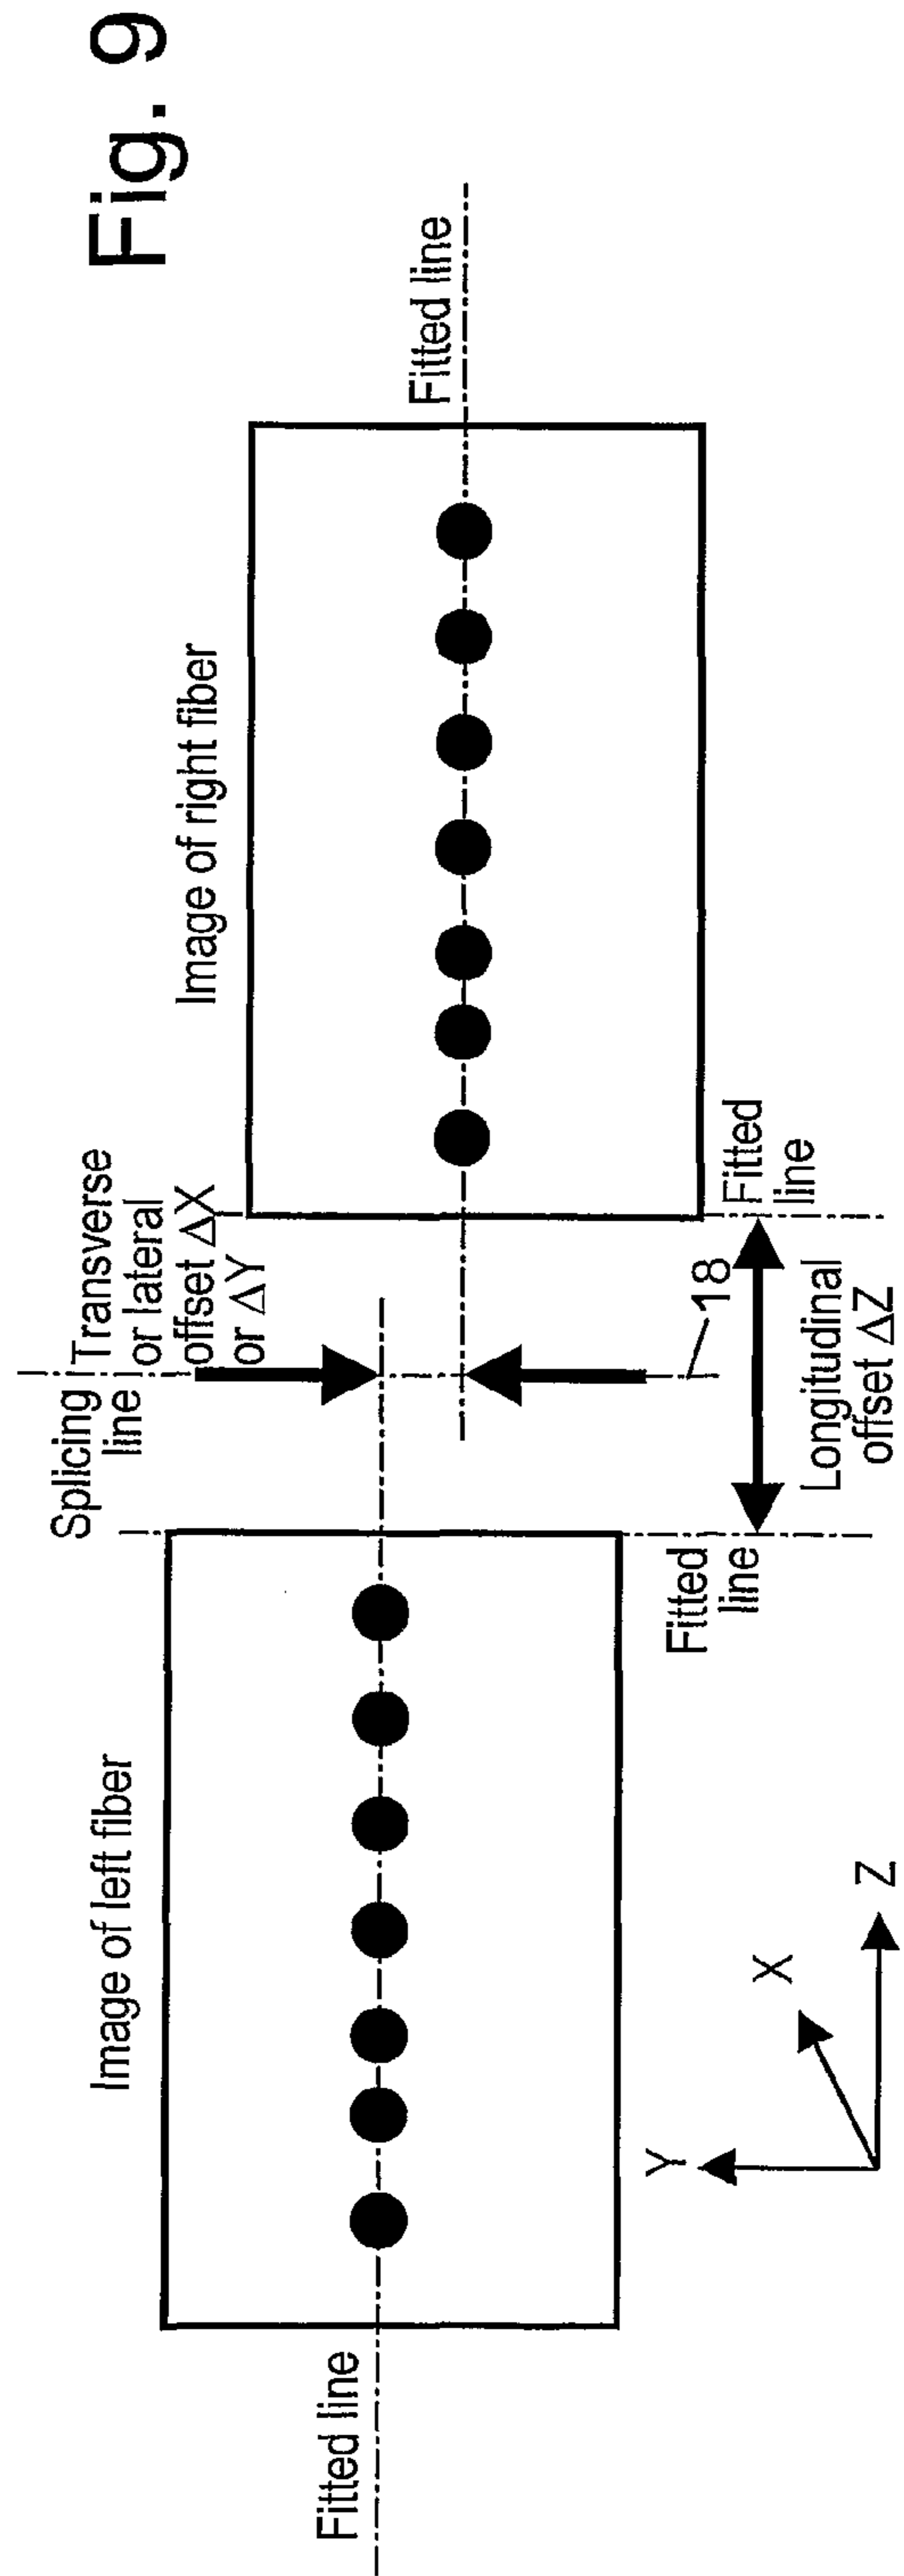 Fig. 9
Splicing
line
Transverse
or lateral
offset ΔX
or ΔY
Image of left fiber
Image of right fiber
Fitted line
Fitted line
Fitted
line
Fitted
line
18
Longitudinal
offset ΔZ
Y
X
Z